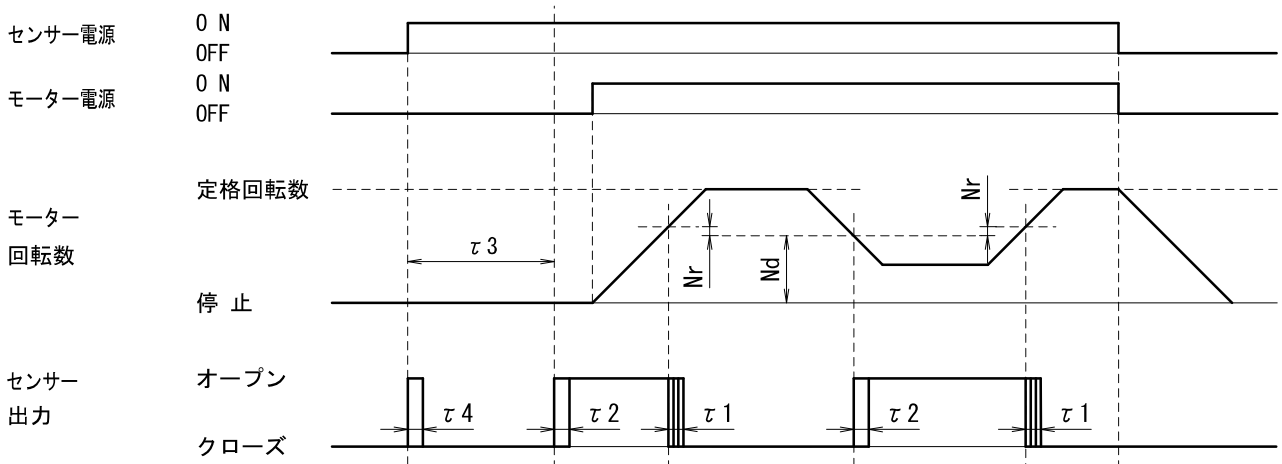 センサー電源
O N
OFF
モーター電源
O N
OFF
モーター
回転数
定格回転数
停 止
τ3
Nr
Nd
Nr
センサー
出力
オープン
クローズ
τ4
τ2
τ1
τ2
τ1